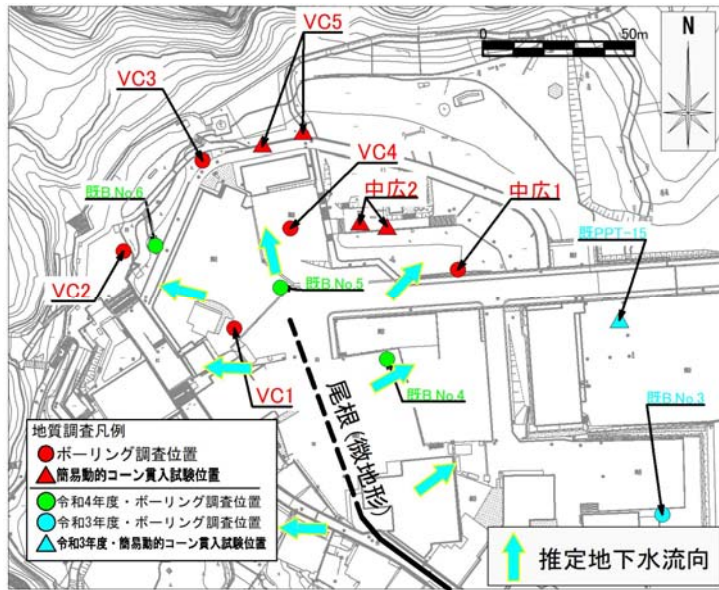 VC5
0
50m
N
VC3
VC4
既B.No.6
中広2
中広1
既PPT-15
VC2
既B.No.5
VC1
既B.No.4
既B.No.3
尾根(微地形)
地質調査凡例
ボーリング調査位置
簡易動的コーン貫入試験位置
令和4年度・ボーリング調査位置
令和3年度・ボーリング調査位置
令和3年度・簡易動的コーン貫入試験位置
推定地下水流向